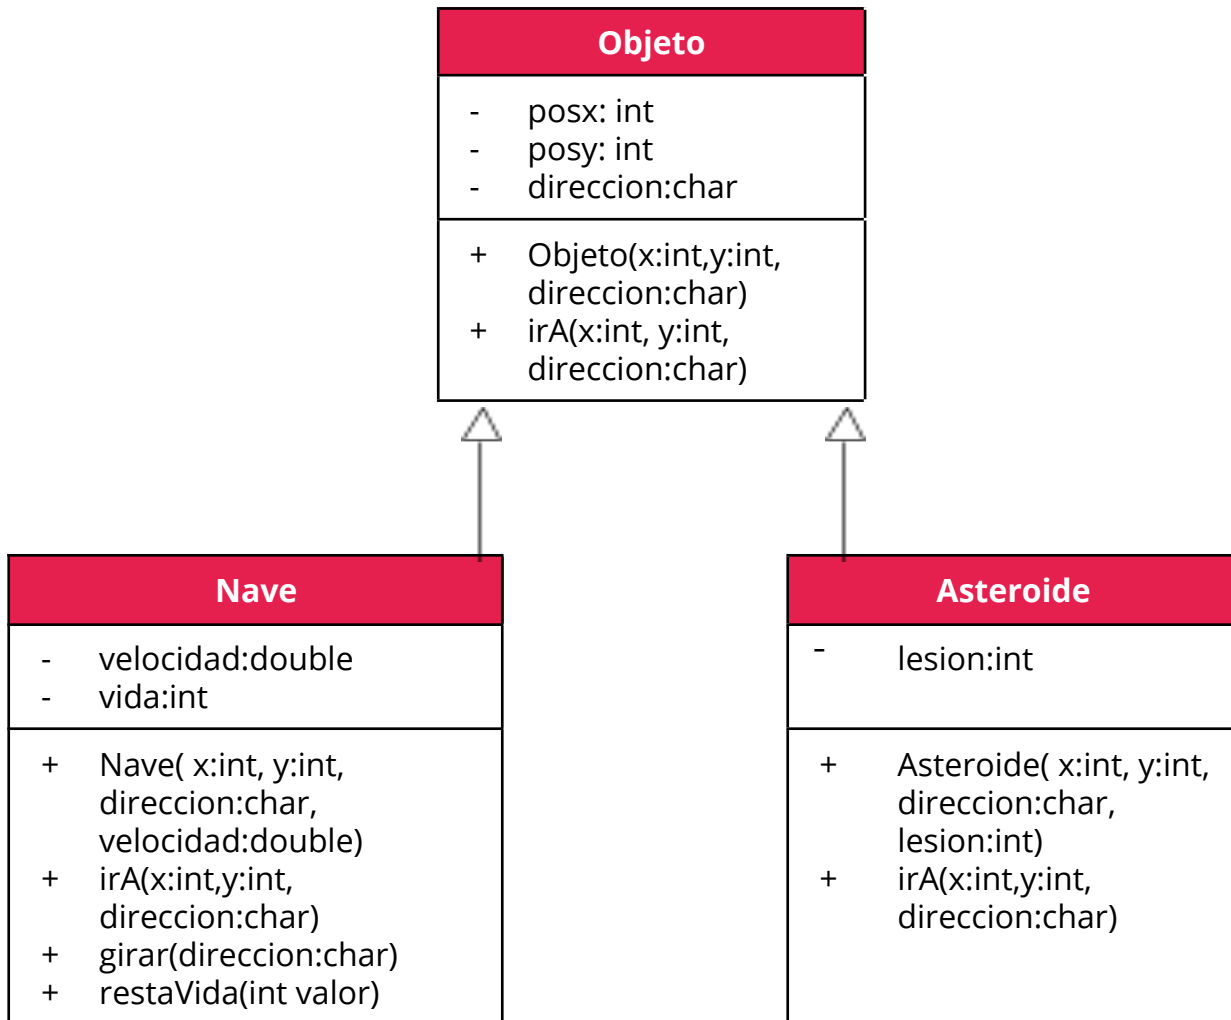 Objeto
- posx: int
- posy: int
- direccion:char
+ Objeto(x:int,y:int,
direccion:char)
+ irA(x:int, y:int,
direccion:char)
Nave
- velocidad:double
- vida:int
+ Nave( x:int, y:int,
direccion:char,
velocidad:double)
+ irA(x:int,y:int,
direccion:char)
+ girar(direccion:char)
+ restaVida(int valor)
Asteroide
- lesion:int
+ Asteroide( x:int, y:int,
direccion:char,
lesion:int)
+ irA(x:int,y:int,
direccion:char)